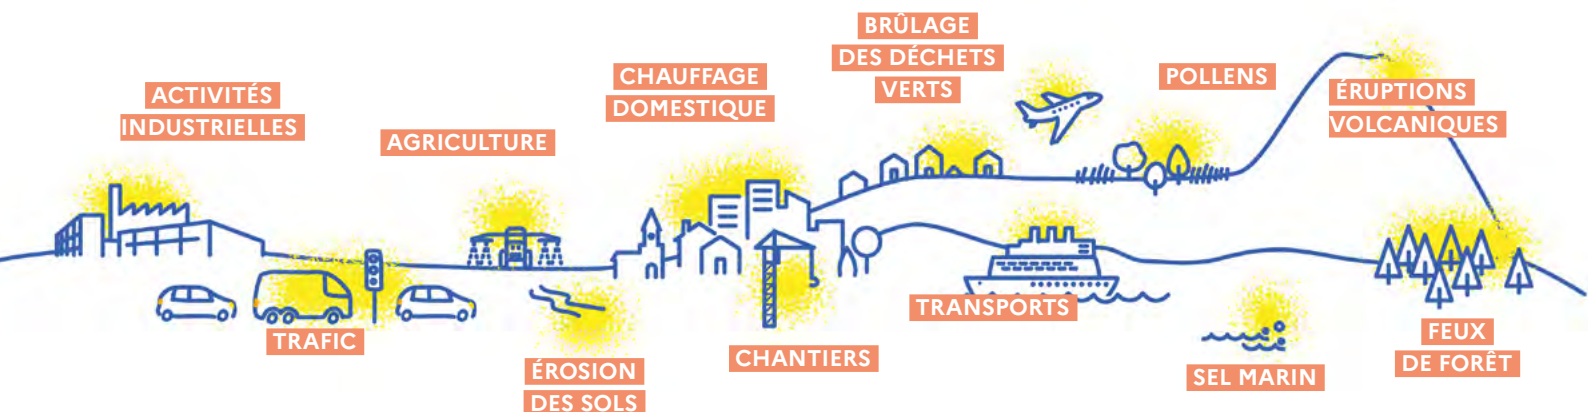 ACTIVITÉS
INDUSTRIELLES
AGRICULTURE
CHAUFFAGE
DOMESTIQUE
BRÛLAGE
DES DÉCHETS
VERTS
POLLENS
ÉRUPTIONS
VOLCANIQUES
TRAFIC
ÉROSION
DES SOLS
CHANTIERS
TRANSPORTS
SEL MARIN
FEUX
DE FORÊT